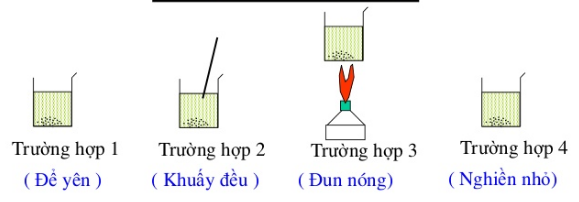 Trường hợp 1 Trường hợp 2 Trường hợp 3 Trường hợp 4
( Để yên ) ( Khuấy đều ) ( Đun nóng) ( Nghiền nhỏ)